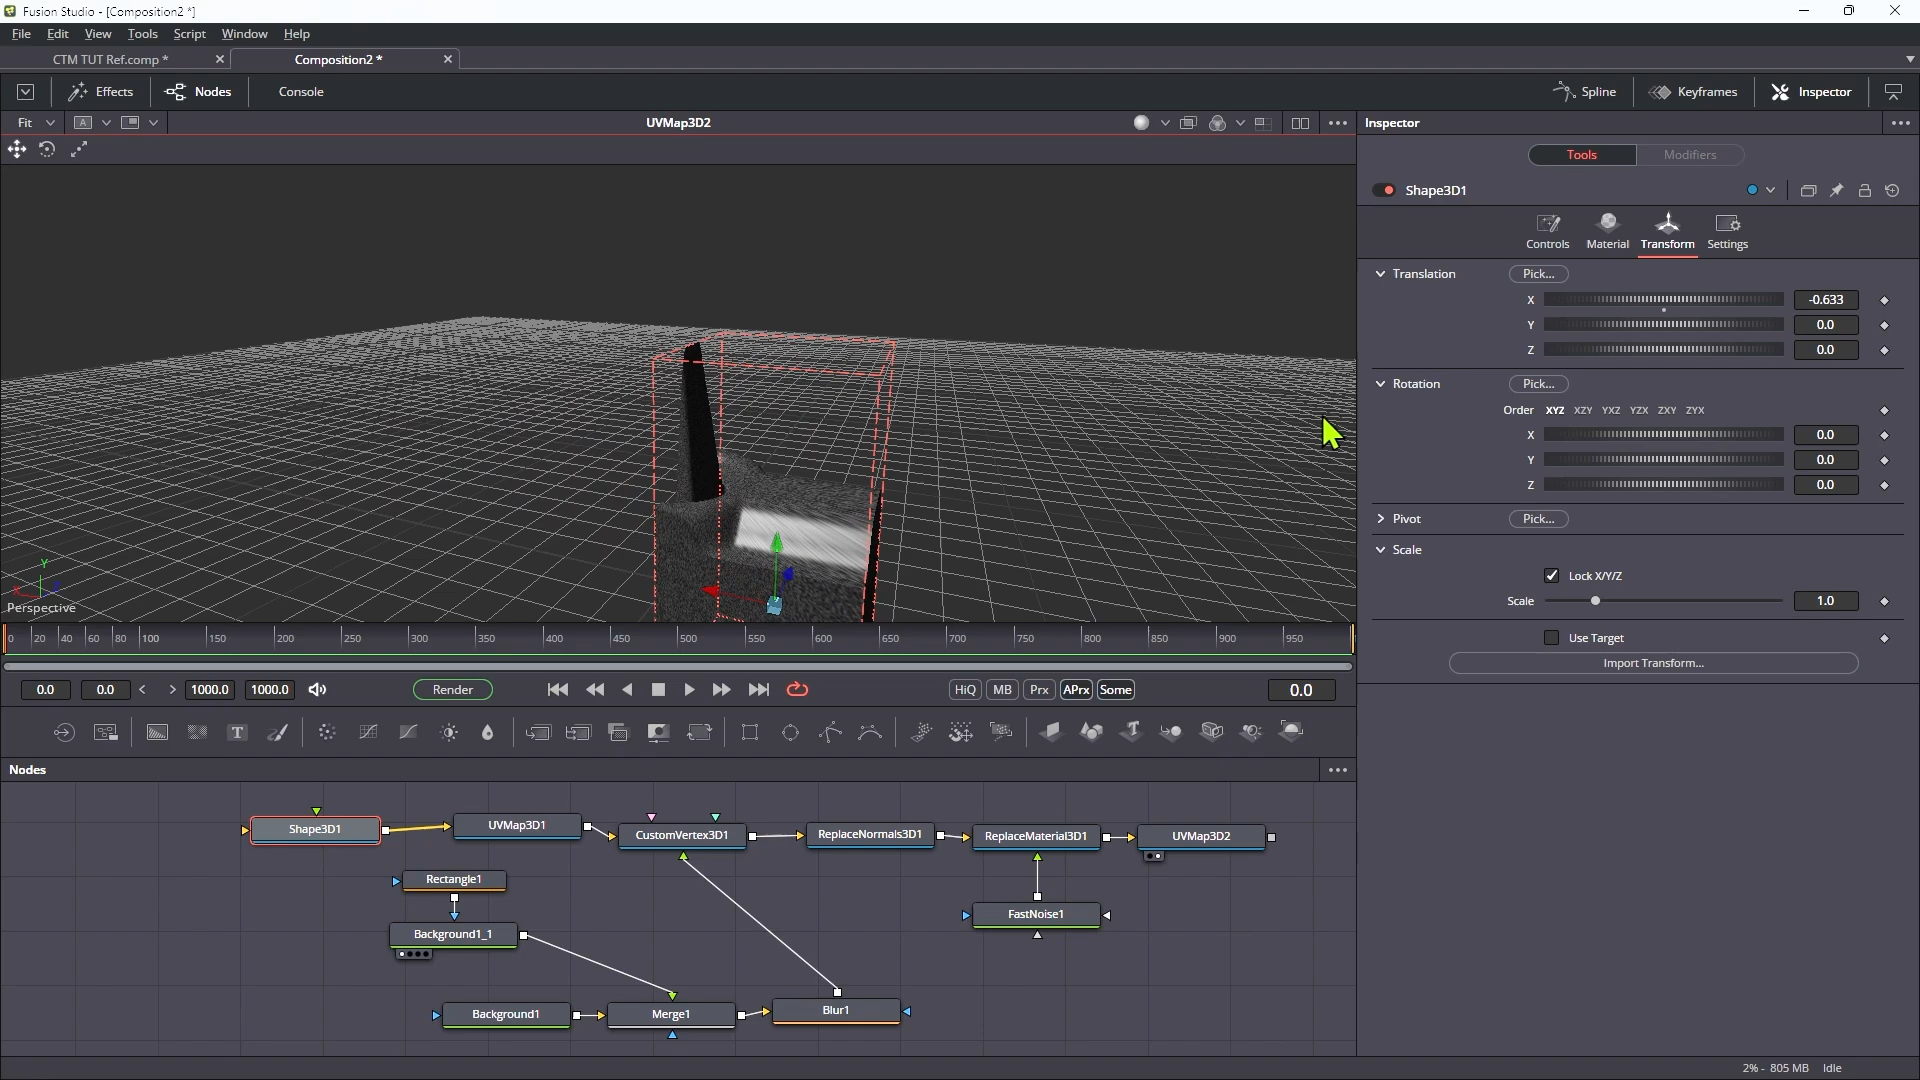 Fusion Studio - [Composition2 *]
File Edit View Tools Script Window Help
CTM TUT Ref.comp * Composition2 *
Effects Nodes Console Spline Keyframes Inspector
Fit A UVMap3D2 Inspector
Tools Modifiers
Shape3D1
Controls Material Transform Settings
Translation Pick...
X -0.633
Y 0.0
Z 0.0
Rotation Pick...
Order XYZ XZY YXZ YZX ZXY ZYX
X 0.0
Y 0.0
Z 0.0
Pivot Pick...
Scale
Lock X/Y/Z
Scale 1.0
Use Target
Import Transform...
Y
X Z
Perspective
0 20 40 60 80 100 150 200 250 300 350 400 450 500 550 600 650 700 750 800 850 900 950
0.0 0.0 < > 1000.0 1000.0 Render HiQ MB Prx APrx Some 0.0
T T
Nodes
Shape3D1 UVMap3D1 CustomVertex3D1 ReplaceNormals3D1 ReplaceMaterial3D1 UVMap3D2
Rectangle1
FastNoise1
Background1_1
Background1 Merge1 Blur1
2% - 805 MB Idle